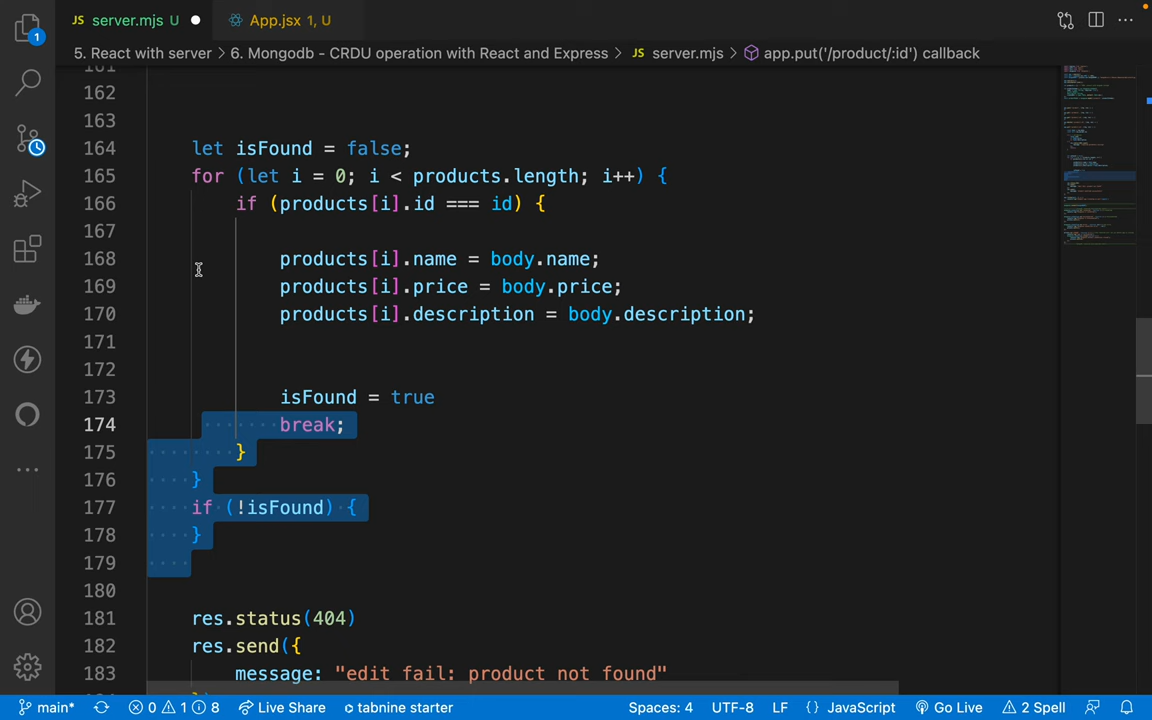 server.mjs U
App.jsx 1, U
5. React with server > 6. Mongodb - CRDU operation with React and Express > JS server.mjs > app.put('/product/:id') callback
162
163
164 let isFound = false;
165 for (let i = 0; i < products.length; i++) {
166 if (products[i].id === id) {
167
168 products[i].name = body.name;
169 products[i].price = body.price;
170 products[i].description = body.description;
171
172
173 isFound = true
174 break;
175 }
176 }
177 if (!isFound) {
178 }
179
180
181 res.status(404)
182 res.send({
183 message: "edit fail: product not found"
main* 0 1 8 Live Share tabnine starter Spaces: 4 UTF-8 LF {} JavaScript Go Live 2 Spell